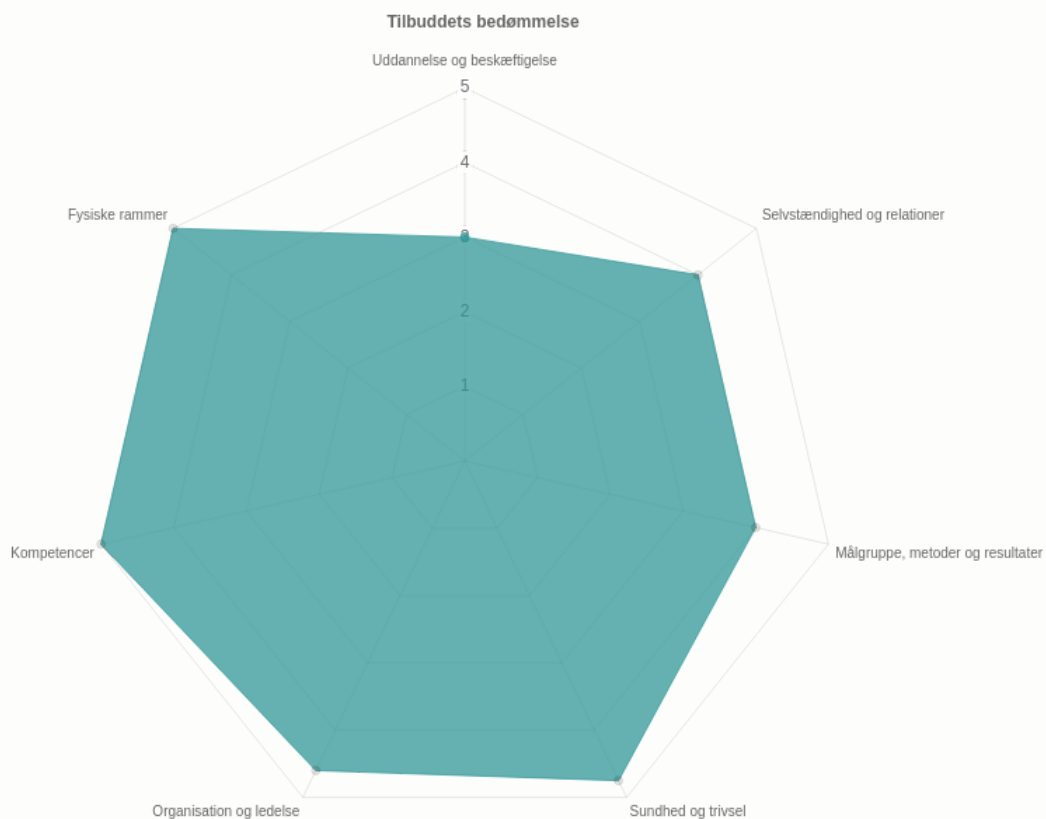 Tilbuddets bedømmelse
Uddannelse og beskæftigelse
5
4
3
2
1
Fysiske rammer
Selvstændighed og relationer
Kompetencer
Målgruppe, metoder og resultater
Organisation og ledelse
Sundhed og trivsel